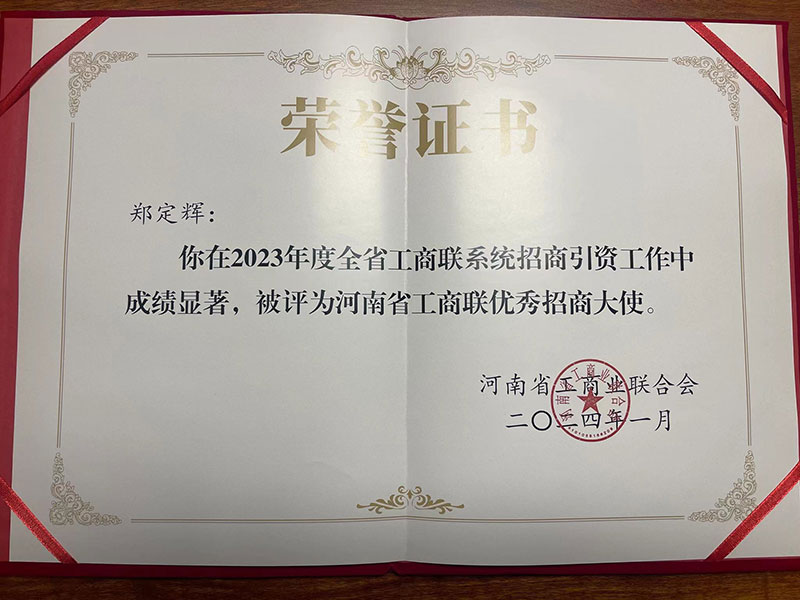 荣誉证书
郑定辉：
你在2023年度全省工商联系统招商引资工作中
成绩显著，被评为河南省工商联优秀招商大使。
河南省工商业联合会
二〇二四年一月